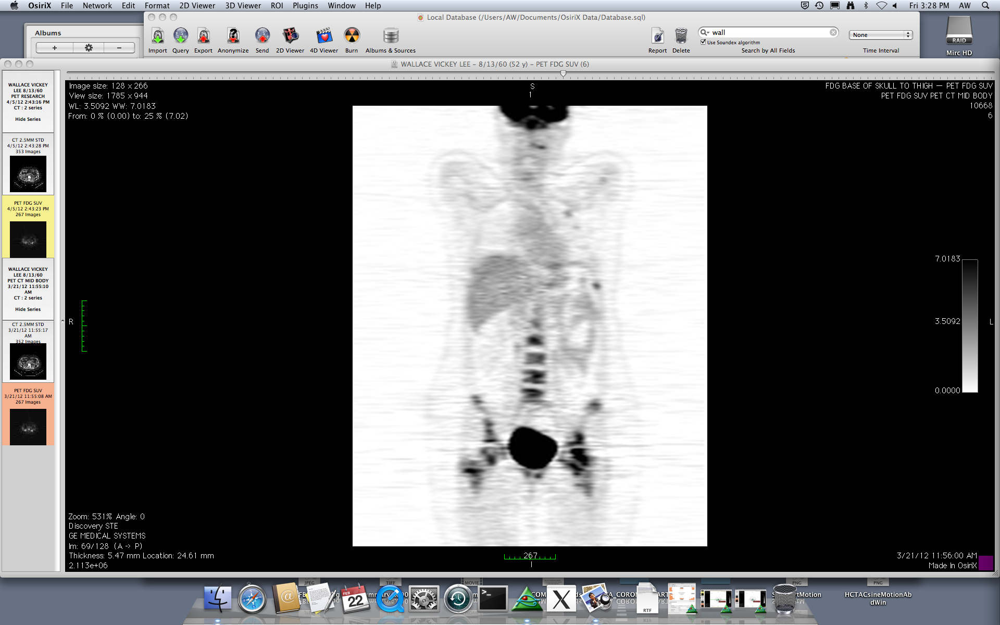 OsiriX File Network Edit Format 2D Viewer 3D Viewer ROI Plugins Window Help Fri 3:28 PM AW
Local Database (/Users/AW/Documents/OsiriX Data/Database.sql)
Albums
+ -
Import Query Export Anonymize Send 2D Viewer 4D Viewer Burn Albums & Sources Report Delete
wall
Use Soundex algorithm
Search by All Fields
None
Time Interval
RAID
Mirc HD
WALLACE VICKEY LEE - 8/13/60 (52 y) - PET FDG SUV (6)
WALLACE VICKEY
LEE 8/13/60
PET RESEARCH
4/5/12 2:43:16 PM
CT : 2 series
Hide Series
CT 2.5MM STD
4/5/12 2:43:28 PM
353 Images
PET FDG SUV
4/5/12 2:43:23 PM
267 Images
WALLACE VICKEY
LEE 8/13/60
PET CT MID BODY
3/21/12 11:55:10
AM
CT : 2 series
Hide Series
CT 2.5MM STD
3/21/12 11:55:17
AM
352 Images
PET FDG SUV
3/21/12 11:55:08 AM
267 Images
Image size: 128 x 266
View size: 1785 x 944
WL: 3.5092 WW: 7.0183
From: 0 % (0.00) to: 25 % (7.02)
S
1
FDG BASE OF SKULL TO THIGH — PET FDG SUV
PET FDG SUV PET CT MID BODY
10668
6
R
L
7.0183
3.5092
0.0000
Zoom: 531% Angle: 0
Discovery STE
GE MEDICAL SYSTEMS
Im: 69/128 (A -> P)
Thickness: 5.47 mm Location: 24.61 mm
2.113e+06
267
I
3/21/12 11:56:00 AM
Made In OsiriX
JPEG
TIFF
MOVIE
PNG
PNG
FEB
22
RTF
HCTACsineMotionAb
dWin